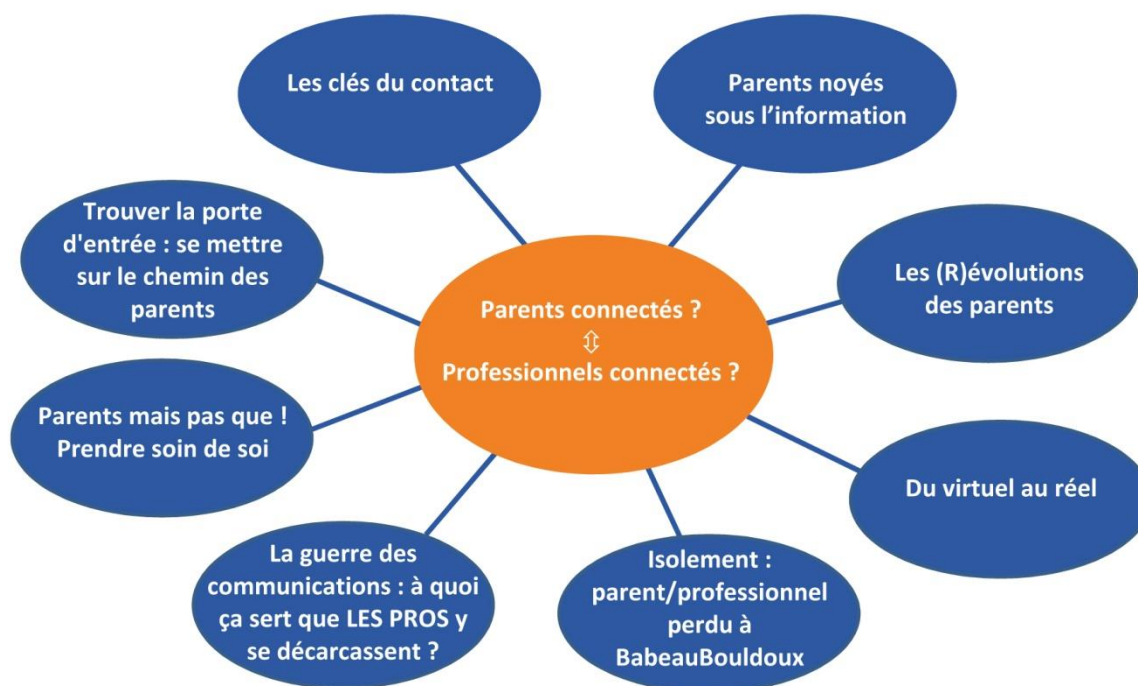 Les clés du contact
Parents noyés
sous l’information
Trouver la porte
d'entrée : se mettre
sur le chemin des
parents
Les (R)évolutions
des parents
Parents connectés ?
⇳
Professionnels connectés ?
Parents mais pas que !
Prendre soin de soi
Du virtuel au réel
La guerre des
communications : à quoi
ça sert que LES PROS y
se décarcassent ?
Isolement :
parent/professionnel
perdu à
BabeauBouldoux